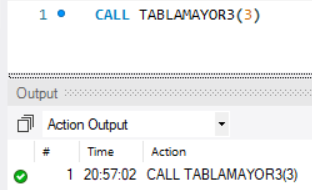 1 CALL TABLAMAYOR3(3)
Output
Action Output
# Time Action
1 20:57:02 CALL TABLAMAYOR3(3)